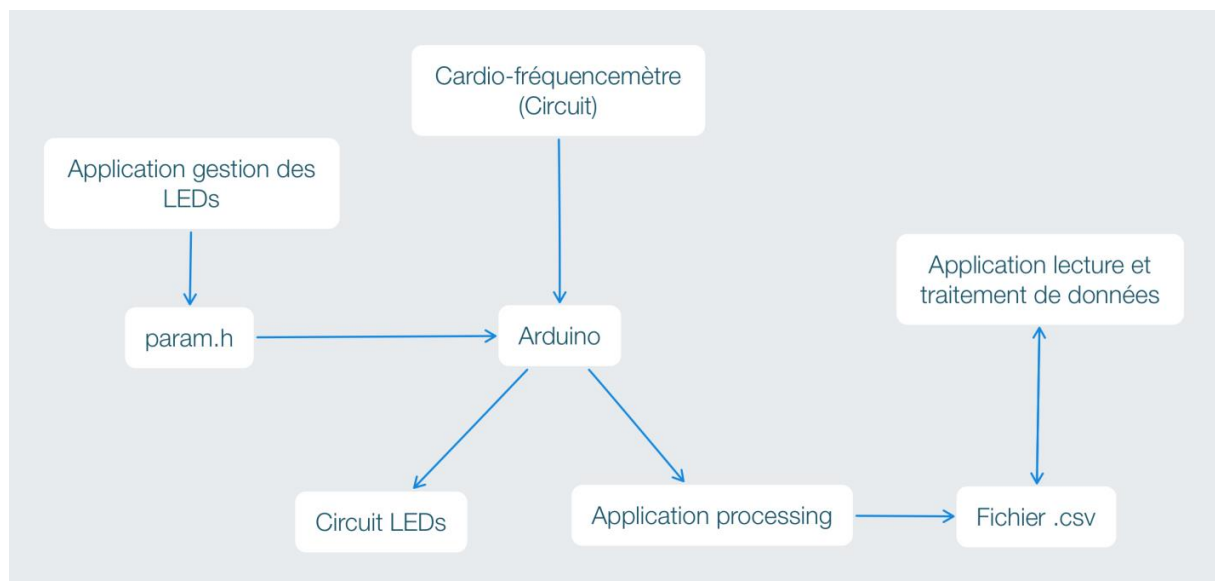 Cardio-fréquencemètre
(Circuit)
Application gestion des
LEDs
Application lecture et
traitement de données
param.h
Arduino
Circuit LEDs
Application processing
Fichier .csv